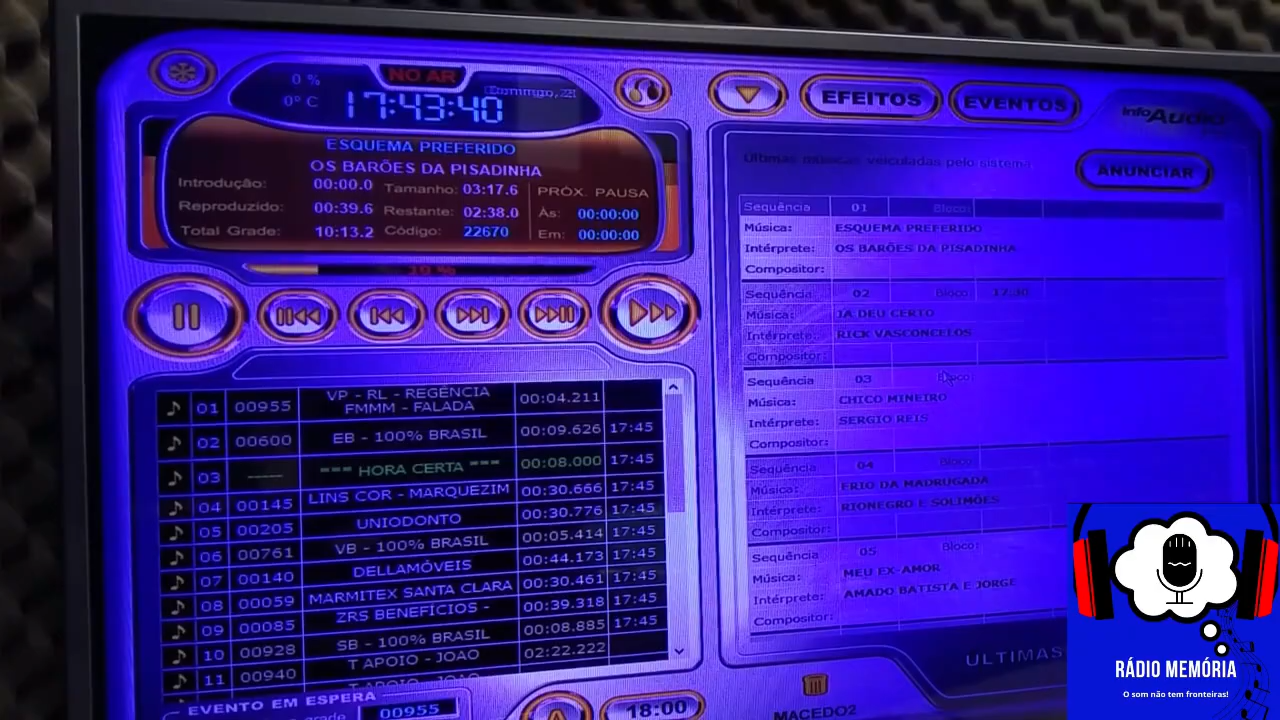 0 %
NO AR
0° C
17:43:40
EFEITOS
EVENTOS
ESQUEMA PREFERIDO
OS BARÕES DA PISADINHA
Introdução: 00:00.0 Tamanho: 03:17.6 PRÓX. PAUSA
Reproduzido: 00:39.6 Restante: 02:38.0 Às: 00:00:00
Total Grade: 10:13.2 Código: 22670 Em: 00:00:00
19 %
Últimas músicas veiculadas pelo sistema
ANUNCIAR
Sequência 01 Bloco:
Música: ESQUEMA PREFERIDO
Intérprete: OS BARÕES DA PISADINHA
Compositor:
Sequência 02 Bloco: 17:30
Música: JA DEU CERTO
Intérprete: RICK VASCONCELOS
Compositor:
Sequência 03 Bloco:
Música: CHICO MINEIRO
Intérprete: SERGIO REIS
Compositor:
Sequência 04 Bloco:
Música: FRIO DA MADRUGADA
Intérprete: RIONEGRO E SOLIMÕES
Compositor:
Sequência 05 Bloco:
Música: MEU EX-AMOR
Intérprete: AMADO BATISTA E JORGE
Compositor:
01 00955 VP - RL - REGÊNCIA
FMMM - FALADA 00:04.211
02 00600 EB - 100% BRASIL 00:09.626 17:45
03 ----- *** HORA CERTA *** 00:08.000 17:45
04 00145 LINS COR - MARQUEZIM 00:30.666 17:45
05 00205 UNIODONTO 00:30.776 17:45
06 00761 VB - 100% BRASIL 00:05.414 17:45
07 00140 DELLAMÓVEIS 00:44.173 17:45
08 00059 MARMITEX SANTA CLARA 00:30.461 17:45
09 00085 ZRS BENEFÍCIOS - 00:39.318 17:45
10 00928 SB - 100% BRASIL 00:08.885 17:45
11 00940 T APOIO - JOAO 02:22.222
EVENTO EM ESPERA
00955
A
18:00
MACEDO2
ULTIMAS
RÁDIO MEMÓRIA
O som não tem fronteiras!